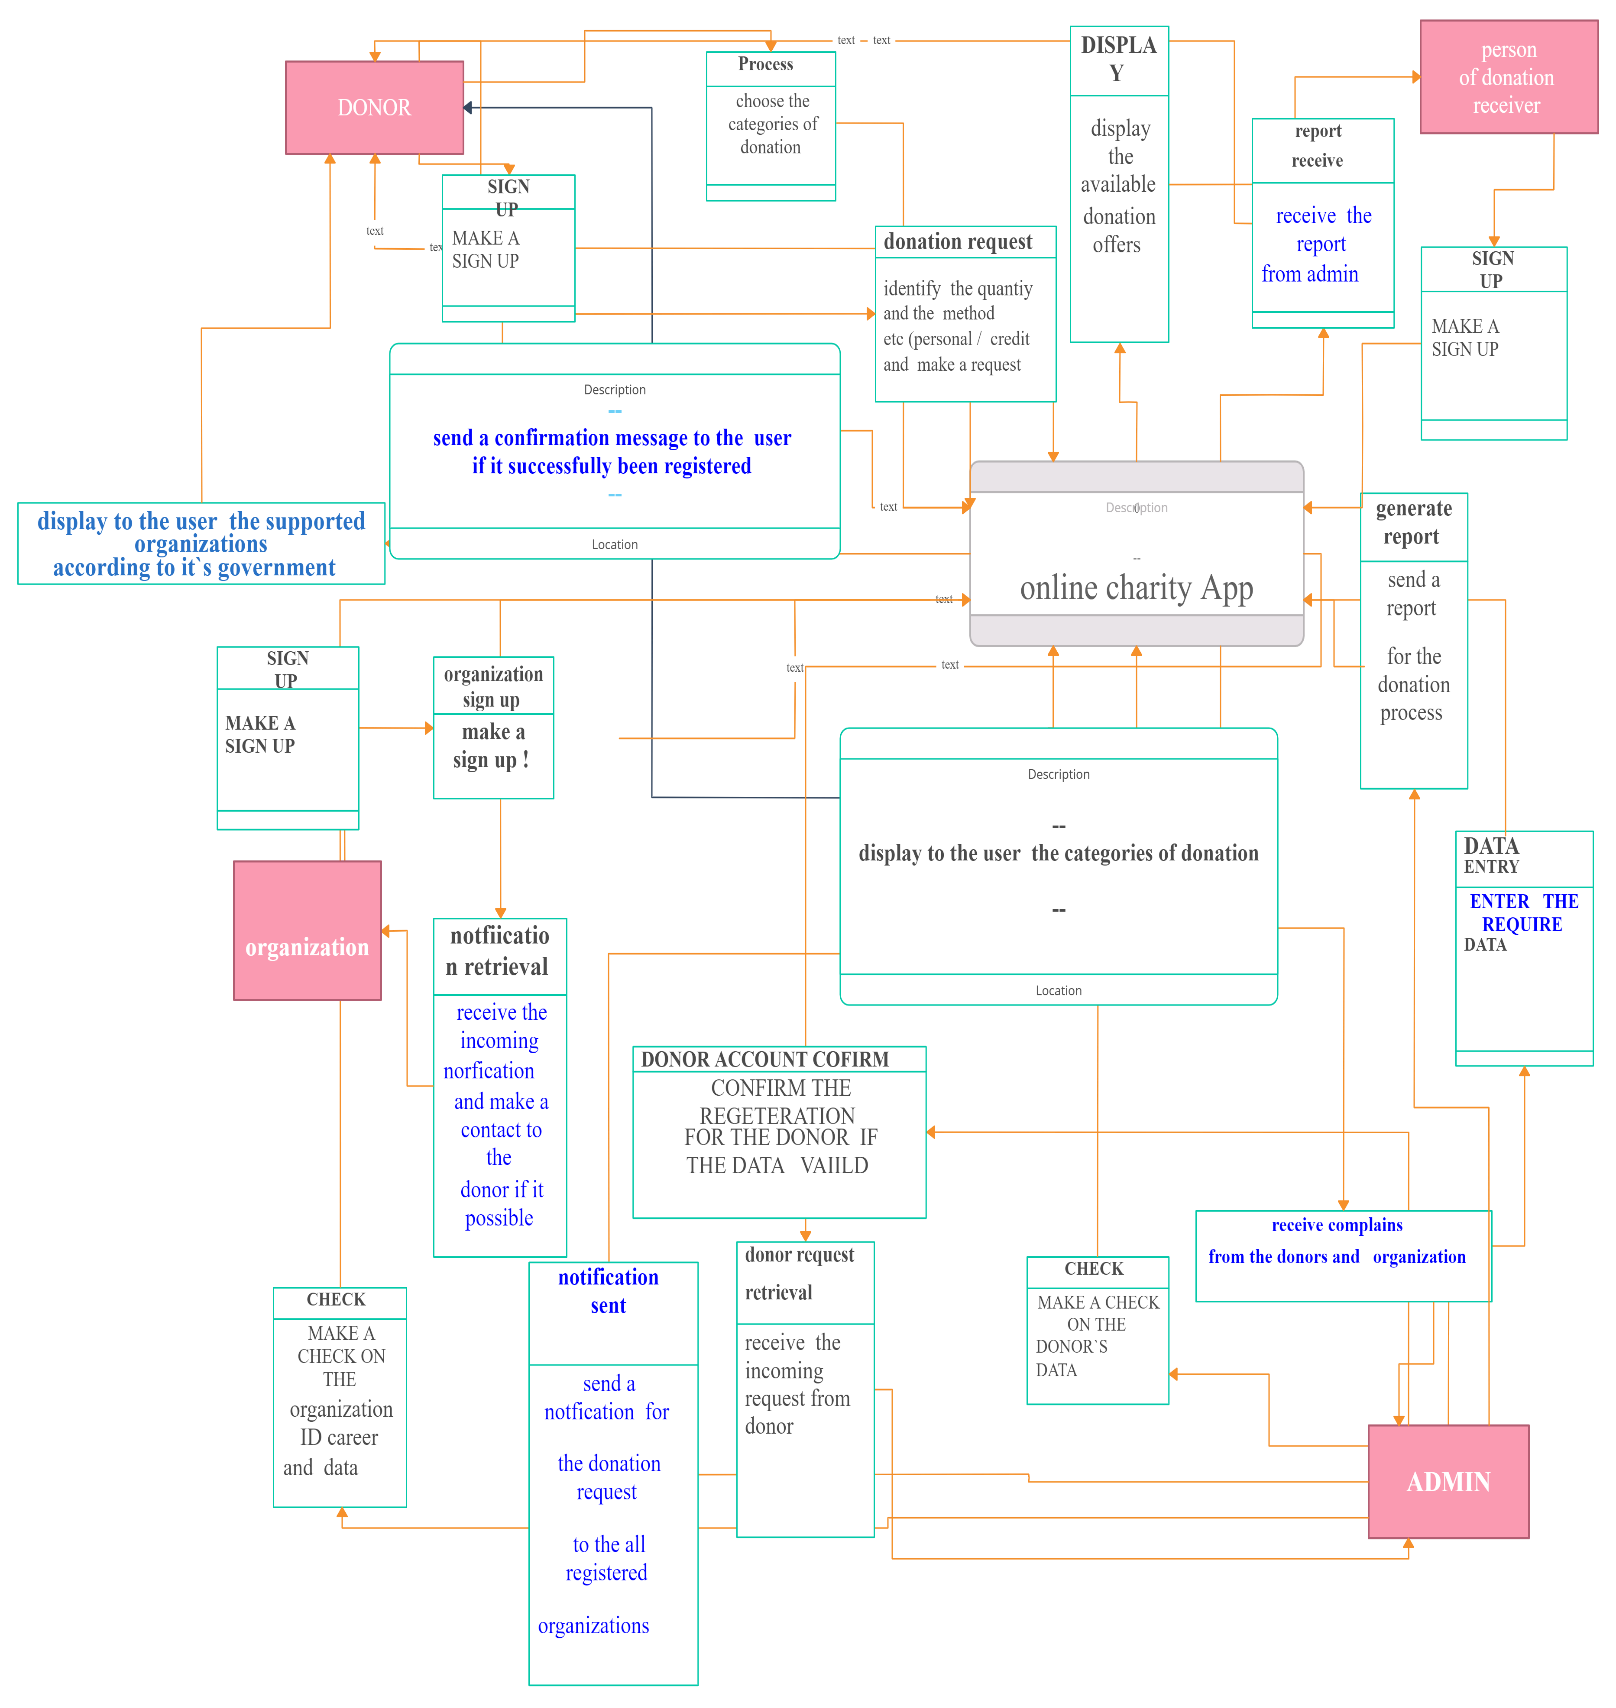 text
text
DISPLA
Y
display
the
available
donation
offers
person
of donation
receiver
DONOR
Process
choose the
categories of
donation
report
receive
receive the
report
from admin
SIGN
UP
MAKE A
SIGN UP
text
tex
donation request
identify the quantiy
and the method
etc (personal / credit
and make a request
SIGN
UP
MAKE A
SIGN UP
Description
--
send a confirmation message to the user
if it successfully been registered
--
Location
text
display to the user the supported
organizations
according to it`s government
Description
--
online charity App
text
generate
report
send a
report
for the
donation
process
SIGN
UP
MAKE A
SIGN UP
organization
sign up
make a
sign up !
text
text
Description
--
display to the user the categories of donation
--
Location
DATA
ENTRY
ENTER THE
REQUIRE
DATA
organization
notfiicatio
n retrieval
receive the
incoming
norfication
and make a
contact to
the
donor if it
possible
DONOR ACCOUNT COFIRM
CONFIRM THE
REGETERATION
FOR THE DONOR IF
THE DATA VAIILD
receive complains
from the donors and organization
CHECK
MAKE A
CHECK ON
THE
organization
ID career
and data
notification
sent
send a
notfication for
the donation
request
to the all
registered
organizations
donor request
retrieval
receive the
incoming
request from
donor
CHECK
MAKE A CHECK
ON THE
DONOR`S
DATA
ADMIN